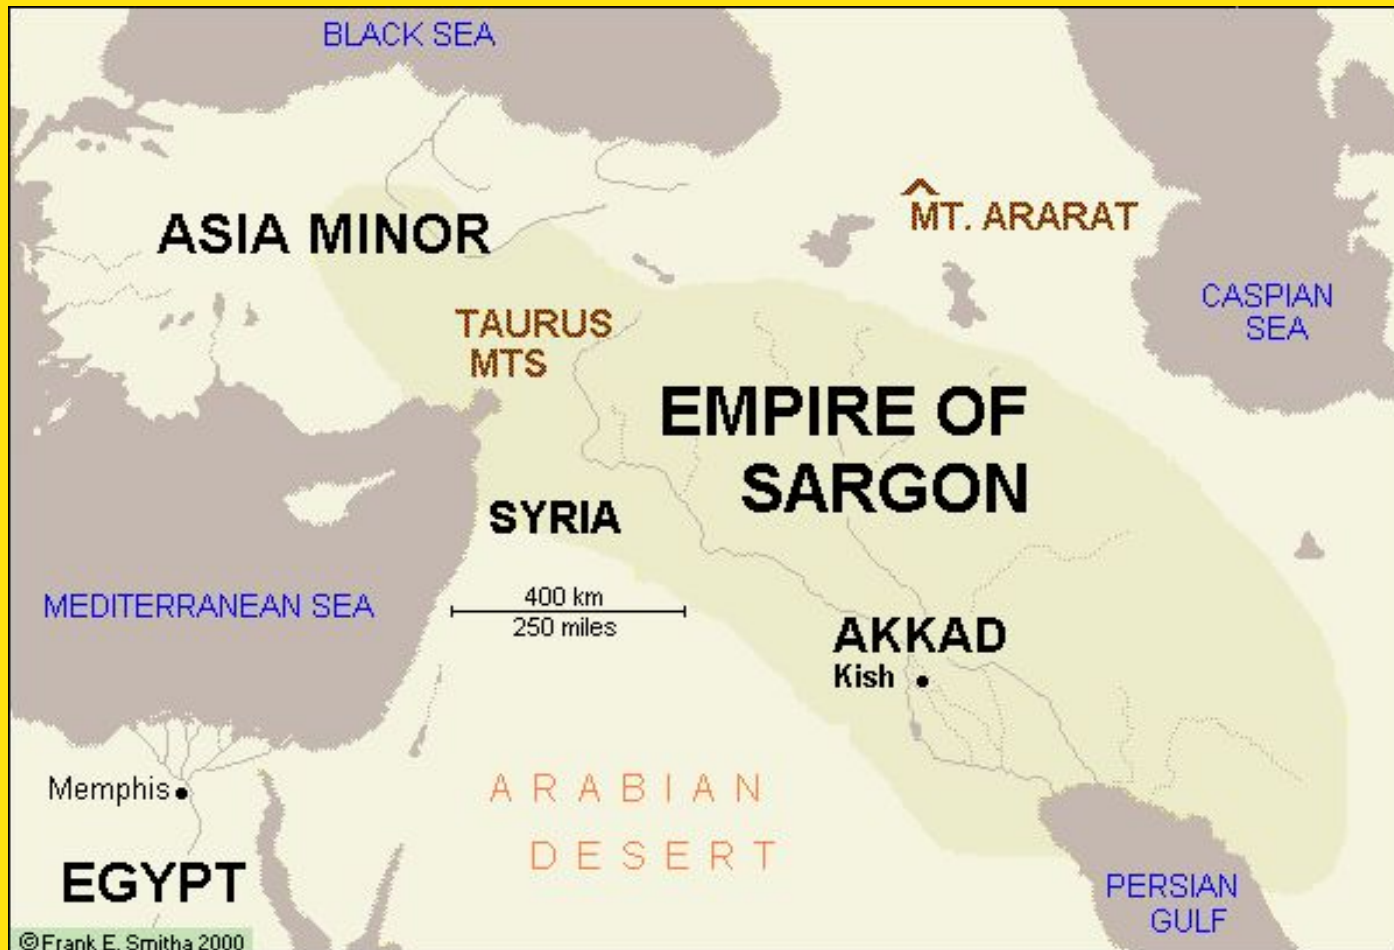 BLACK SEA
MT. ARARAT
ASIA MINOR
CASPIAN
SEA
TAURUS
MTS
EMPIRE OF
SARGON
SYRIA
MEDITERRANEAN SEA
400 km
250 miles
AKKAD
Kish
Memphis
ARABIAN
DESERT
EGYPT
PERSIAN
GULF
©Frank E. Smitha 2000